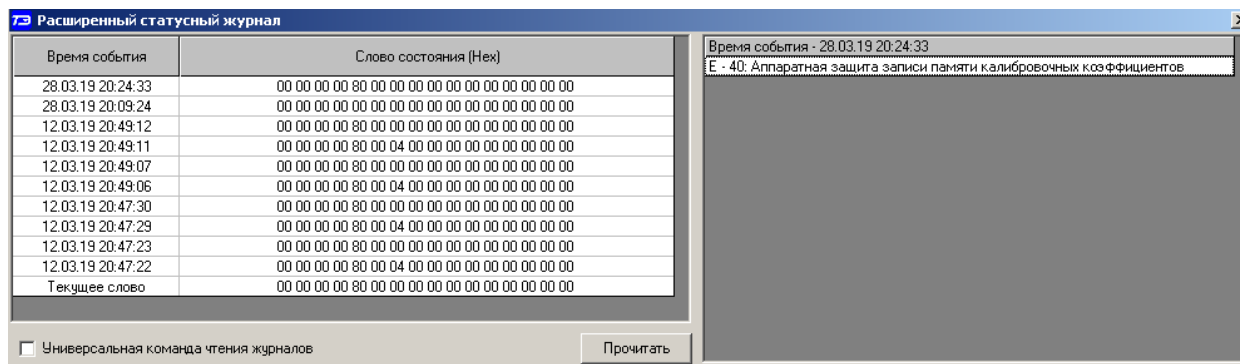 ТЭ Расширенный статусный журнал
Время события	Слово состояния (Hex)
28.03.19 20:24:33	00 00 00 00 80 00 00 00 00 00 00 00 00 00 00 00
28.03.19 20:09:24	00 00 00 00 00 00 00 00 00 00 00 00 00 00 00 00
12.03.19 20:49:12	00 00 00 00 80 00 00 00 00 00 00 00 00 00 00 00
12.03.19 20:49:11	00 00 00 00 80 00 04 00 00 00 00 00 00 00 00 00
12.03.19 20:49:07	00 00 00 00 80 00 00 00 00 00 00 00 00 00 00 00
12.03.19 20:49:06	00 00 00 00 80 00 04 00 00 00 00 00 00 00 00 00
12.03.19 20:47:30	00 00 00 00 80 00 00 00 00 00 00 00 00 00 00 00
12.03.19 20:47:29	00 00 00 00 80 00 04 00 00 00 00 00 00 00 00 00
12.03.19 20:47:23	00 00 00 00 80 00 00 00 00 00 00 00 00 00 00 00
12.03.19 20:47:22	00 00 00 00 80 00 04 00 00 00 00 00 00 00 00 00
Текущее слово	00 00 00 00 80 00 00 00 00 00 00 00 00 00 00 00
Универсальная команда чтения журналов
Прочитать
Время события - 28.03.19 20:24:33
E - 40: Аппаратная защита записи памяти калибровочных коэффициентов